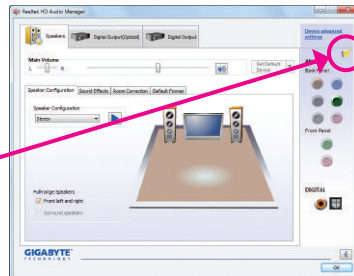 Realtek HD Audio Manager
Speakers
Digital Output(Optical)
Digital Output
Device advanced
settings
Main Volume
L
R
Set Default
Device
AN
Back Panel
Speaker Configuration
Sound Effects
Room Correction
Default Format
Speaker Configuration
Stereo
Front Panel
Full-range Speakers
Front left and right
Surround speakers
DIGITAL
GIGABYTE
TECHNOLOGY
OK